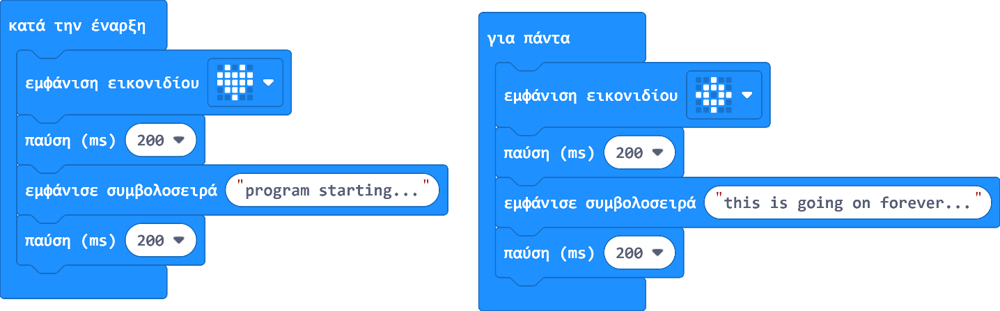 κατά την έναρξη
εμφάνιση εικονιδίου
παύση (ms) 200
εμφάνισε συμβολοσειρά "program starting..."
παύση (ms) 200
για πάντα
εμφάνιση εικονιδίου
παύση (ms) 200
εμφάνισε συμβολοσειρά "this is going on forever..."
παύση (ms) 200